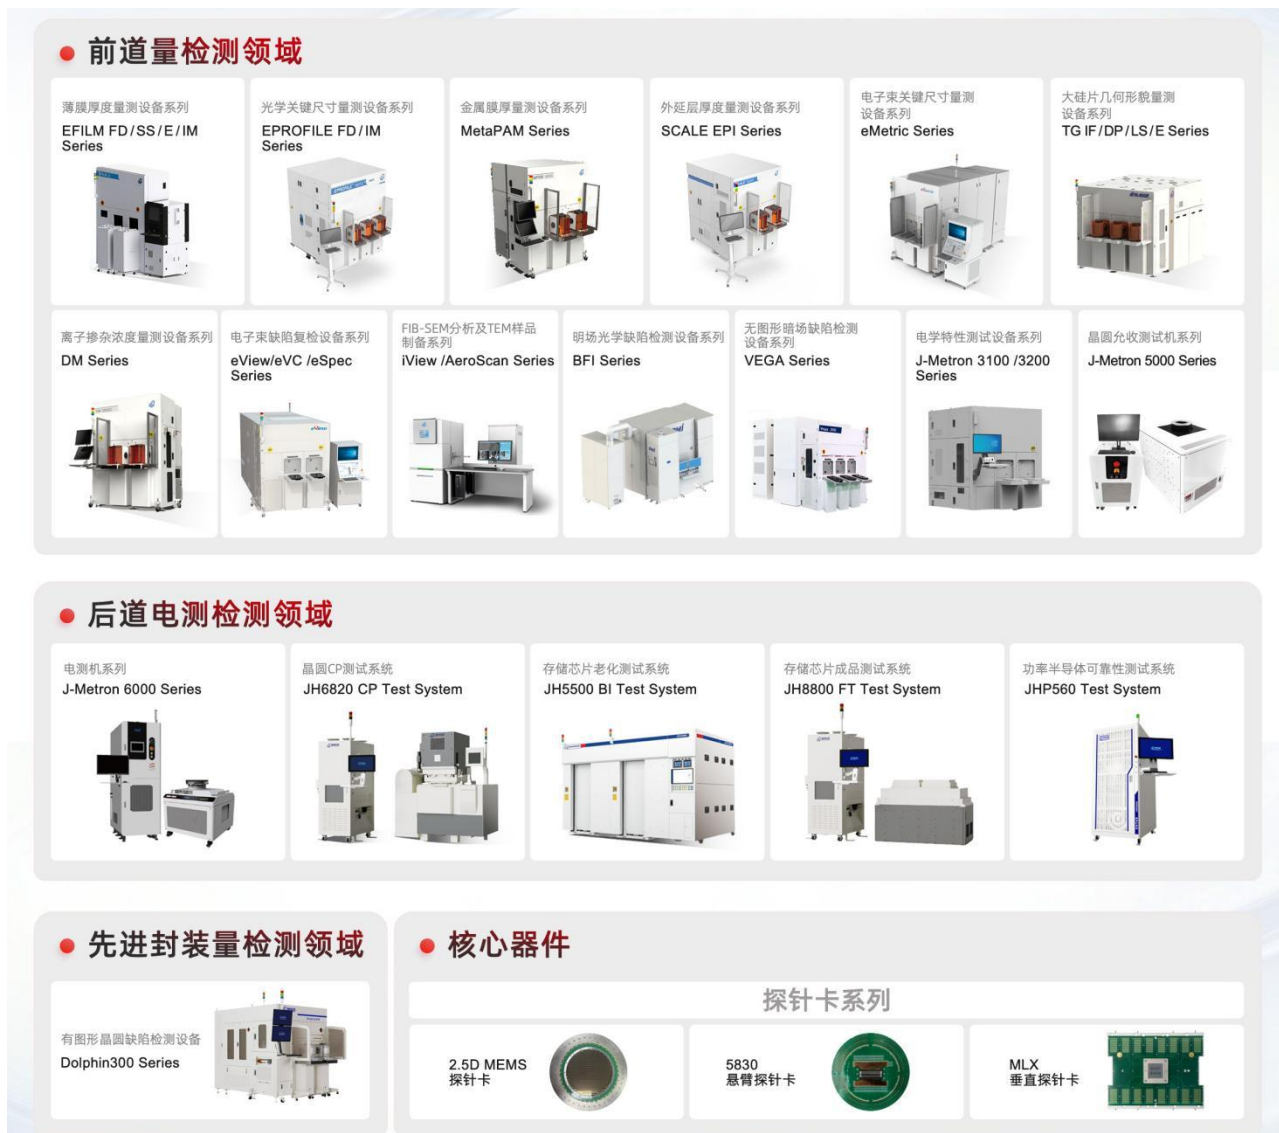 前道量检测领域
薄膜厚度量测设备系列
EFILM FD/SS/E/IM
Series
光学关键尺寸量测设备系列
EPROFILE FD/IM
Series
金属膜厚量测设备系列
MetaPAM Series
外延层厚度量测设备系列
SCALE EPI Series
电子束关键尺寸量测
设备系列
eMetric Series
大硅片几何形貌量测
设备系列
TG IF/DP/LS/E Series
离子掺杂浓度量测设备系列
DM Series
电子束缺陷复检设备系列
eView/eVC /eSpec
Series
FIB-SEM分析及TEM样品
制备系列
iView /AeroScan Series
明场光学缺陷检测设备系列
BFI Series
无图形暗场缺陷检测
设备系列
VEGA Series
电学特性测试设备系列
J-Metron 3100 /3200
Series
晶圆允收测试机系列
J-Metron 5000 Series
后道电测检测领域
电测机系列
J-Metron 6000 Series
晶圆CP测试系统
JH6820 CP Test System
存储芯片老化测试系统
JH5500 BI Test System
存储芯片成品测试系统
JH8800 FT Test System
功率半导体可靠性测试系统
JHP560 Test System
先进封装量检测领域
有图形晶圆缺陷检测设备
Dolphin300 Series
核心器件
探针卡系列
2.5D MEMS
探针卡
5830
悬臂探针卡
MLX
垂直探针卡